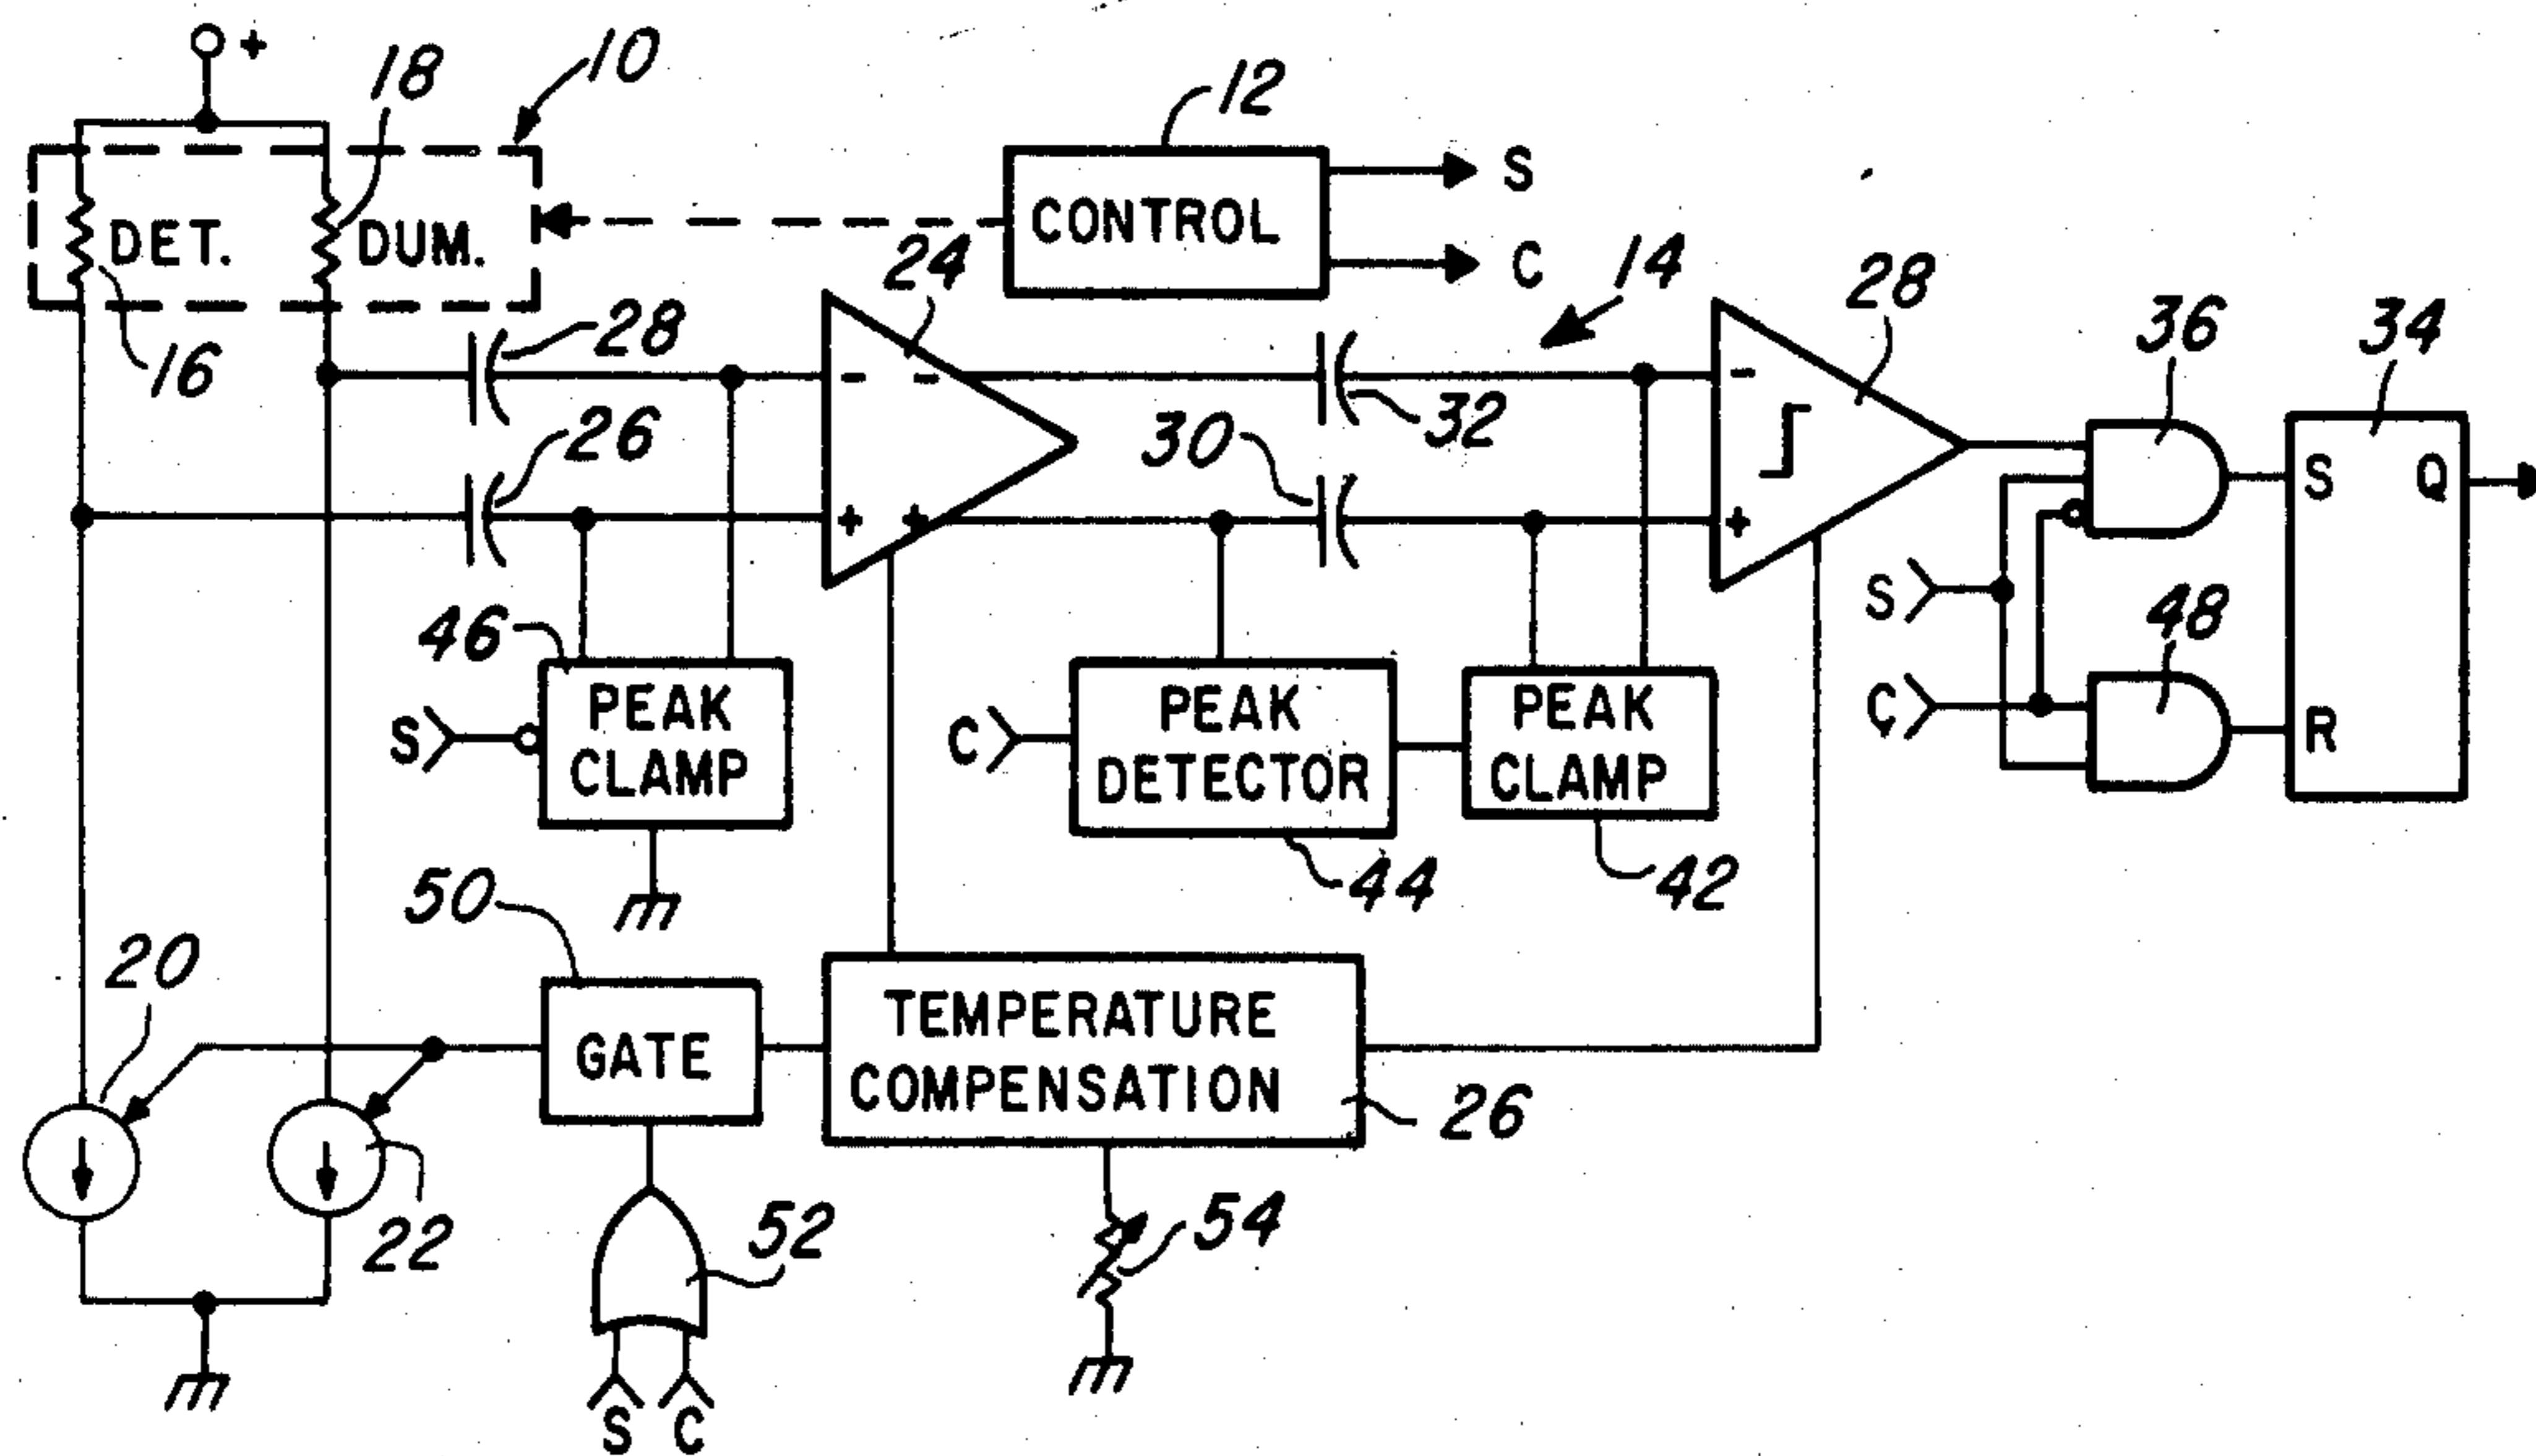 +
18
10
12
CONTROL
S
C
DET.
DUM.
16
24
14
28
28
36
34
26
30
32
-
-
-
+
+
+
S
Q
R
46
PEAK
CLAMP
S
C
PEAK
DETECTOR
44
PEAK
CLAMP
42
S
C
48
50
GATE
20
22
TEMPERATURE
COMPENSATION
26
52
54
S
C